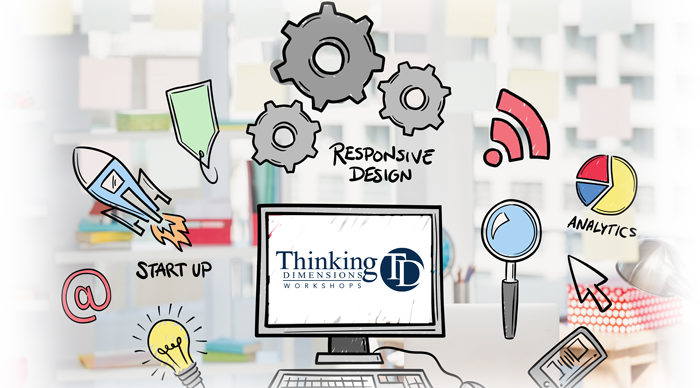 RESPONSIVE
DESIGN
ANALYTICS
START UP
@
Thinking TD
DIMENSIONS
WORKSHOPS